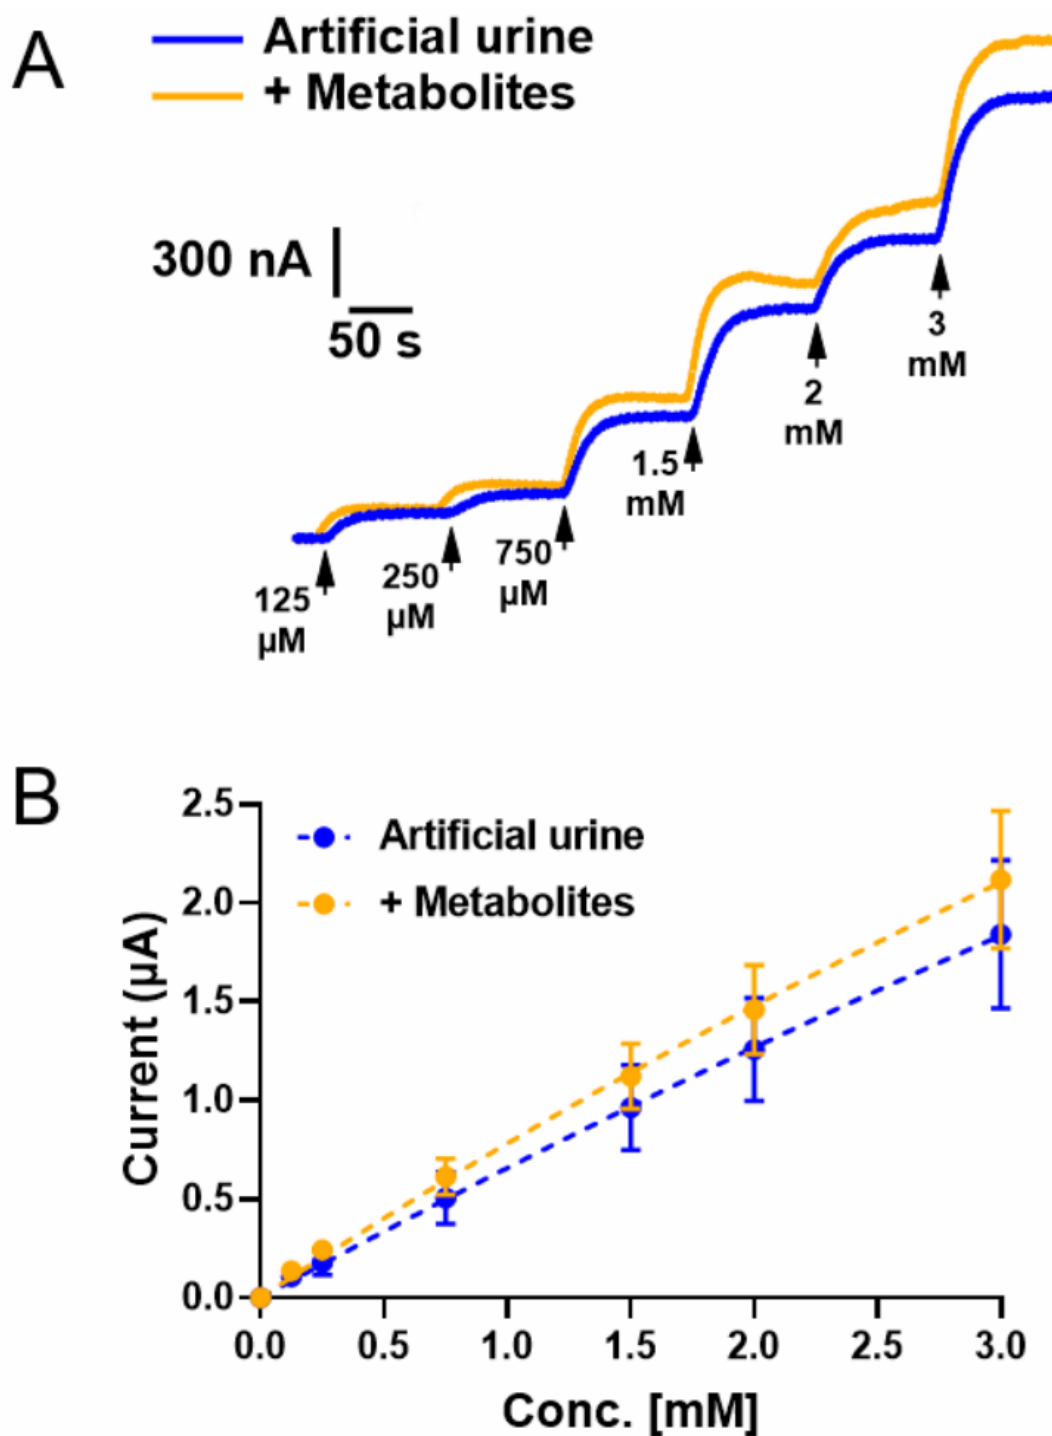 A
Artificial urine
+ Metabolites
300 nA
50 s
125
µM
250
µM
750
µM
1.5
mM
2
mM
3
mM
B
Artificial urine
+ Metabolites
Current (µA)
2.5
2.0
1.5
1.0
0.5
0.0
0.0 0.5 1.0 1.5 2.0 2.5 3.0
Conc. [mM]